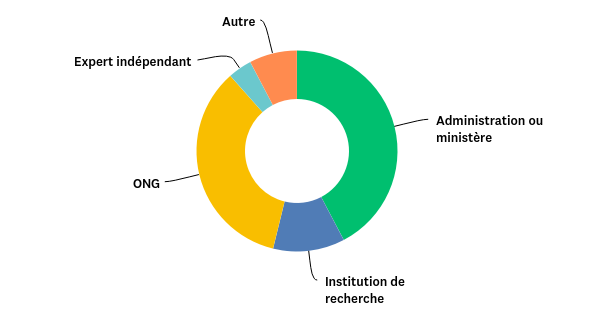 Autre
Expert indépendant
Administration ou
ministère
ONG
Institution de
recherche